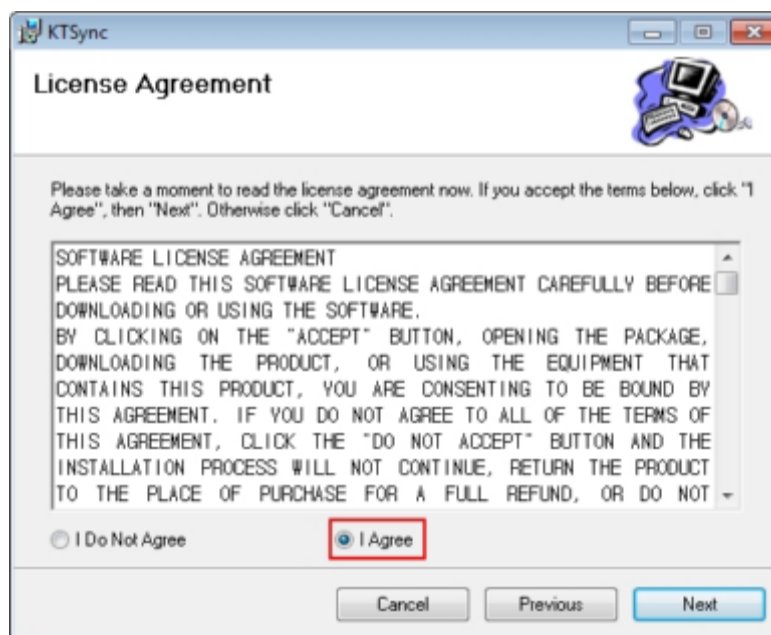 KTSync
License Agreement
Please take a moment to read the license agreement now. If you accept the terms below, click "I
Agree", then "Next". Otherwise click "Cancel".
SOFTWARE LICENSE AGREEMENT
PLEASE READ THIS SOFTWARE LICENSE AGREEMENT CAREFULLY BEFORE
DOWNLOADING OR USING THE SOFTWARE.
BY CLICKING ON THE "ACCEPT" BUTTON, OPENING THE PACKAGE,
DOWNLOADING THE PRODUCT, OR USING THE EQUIPMENT THAT
CONTAINS THIS PRODUCT, YOU ARE CONSENTING TO BE BOUND BY
THIS AGREEMENT. IF YOU DO NOT AGREE TO ALL OF THE TERMS OF
THIS AGREEMENT, CLICK THE "DO NOT ACCEPT" BUTTON AND THE
INSTALLATION PROCESS WILL NOT CONTINUE, RETURN THE PRODUCT
TO THE PLACE OF PURCHASE FOR A FULL REFUND, OR DO NOT
I Do Not Agree I Agree
Cancel Previous Next